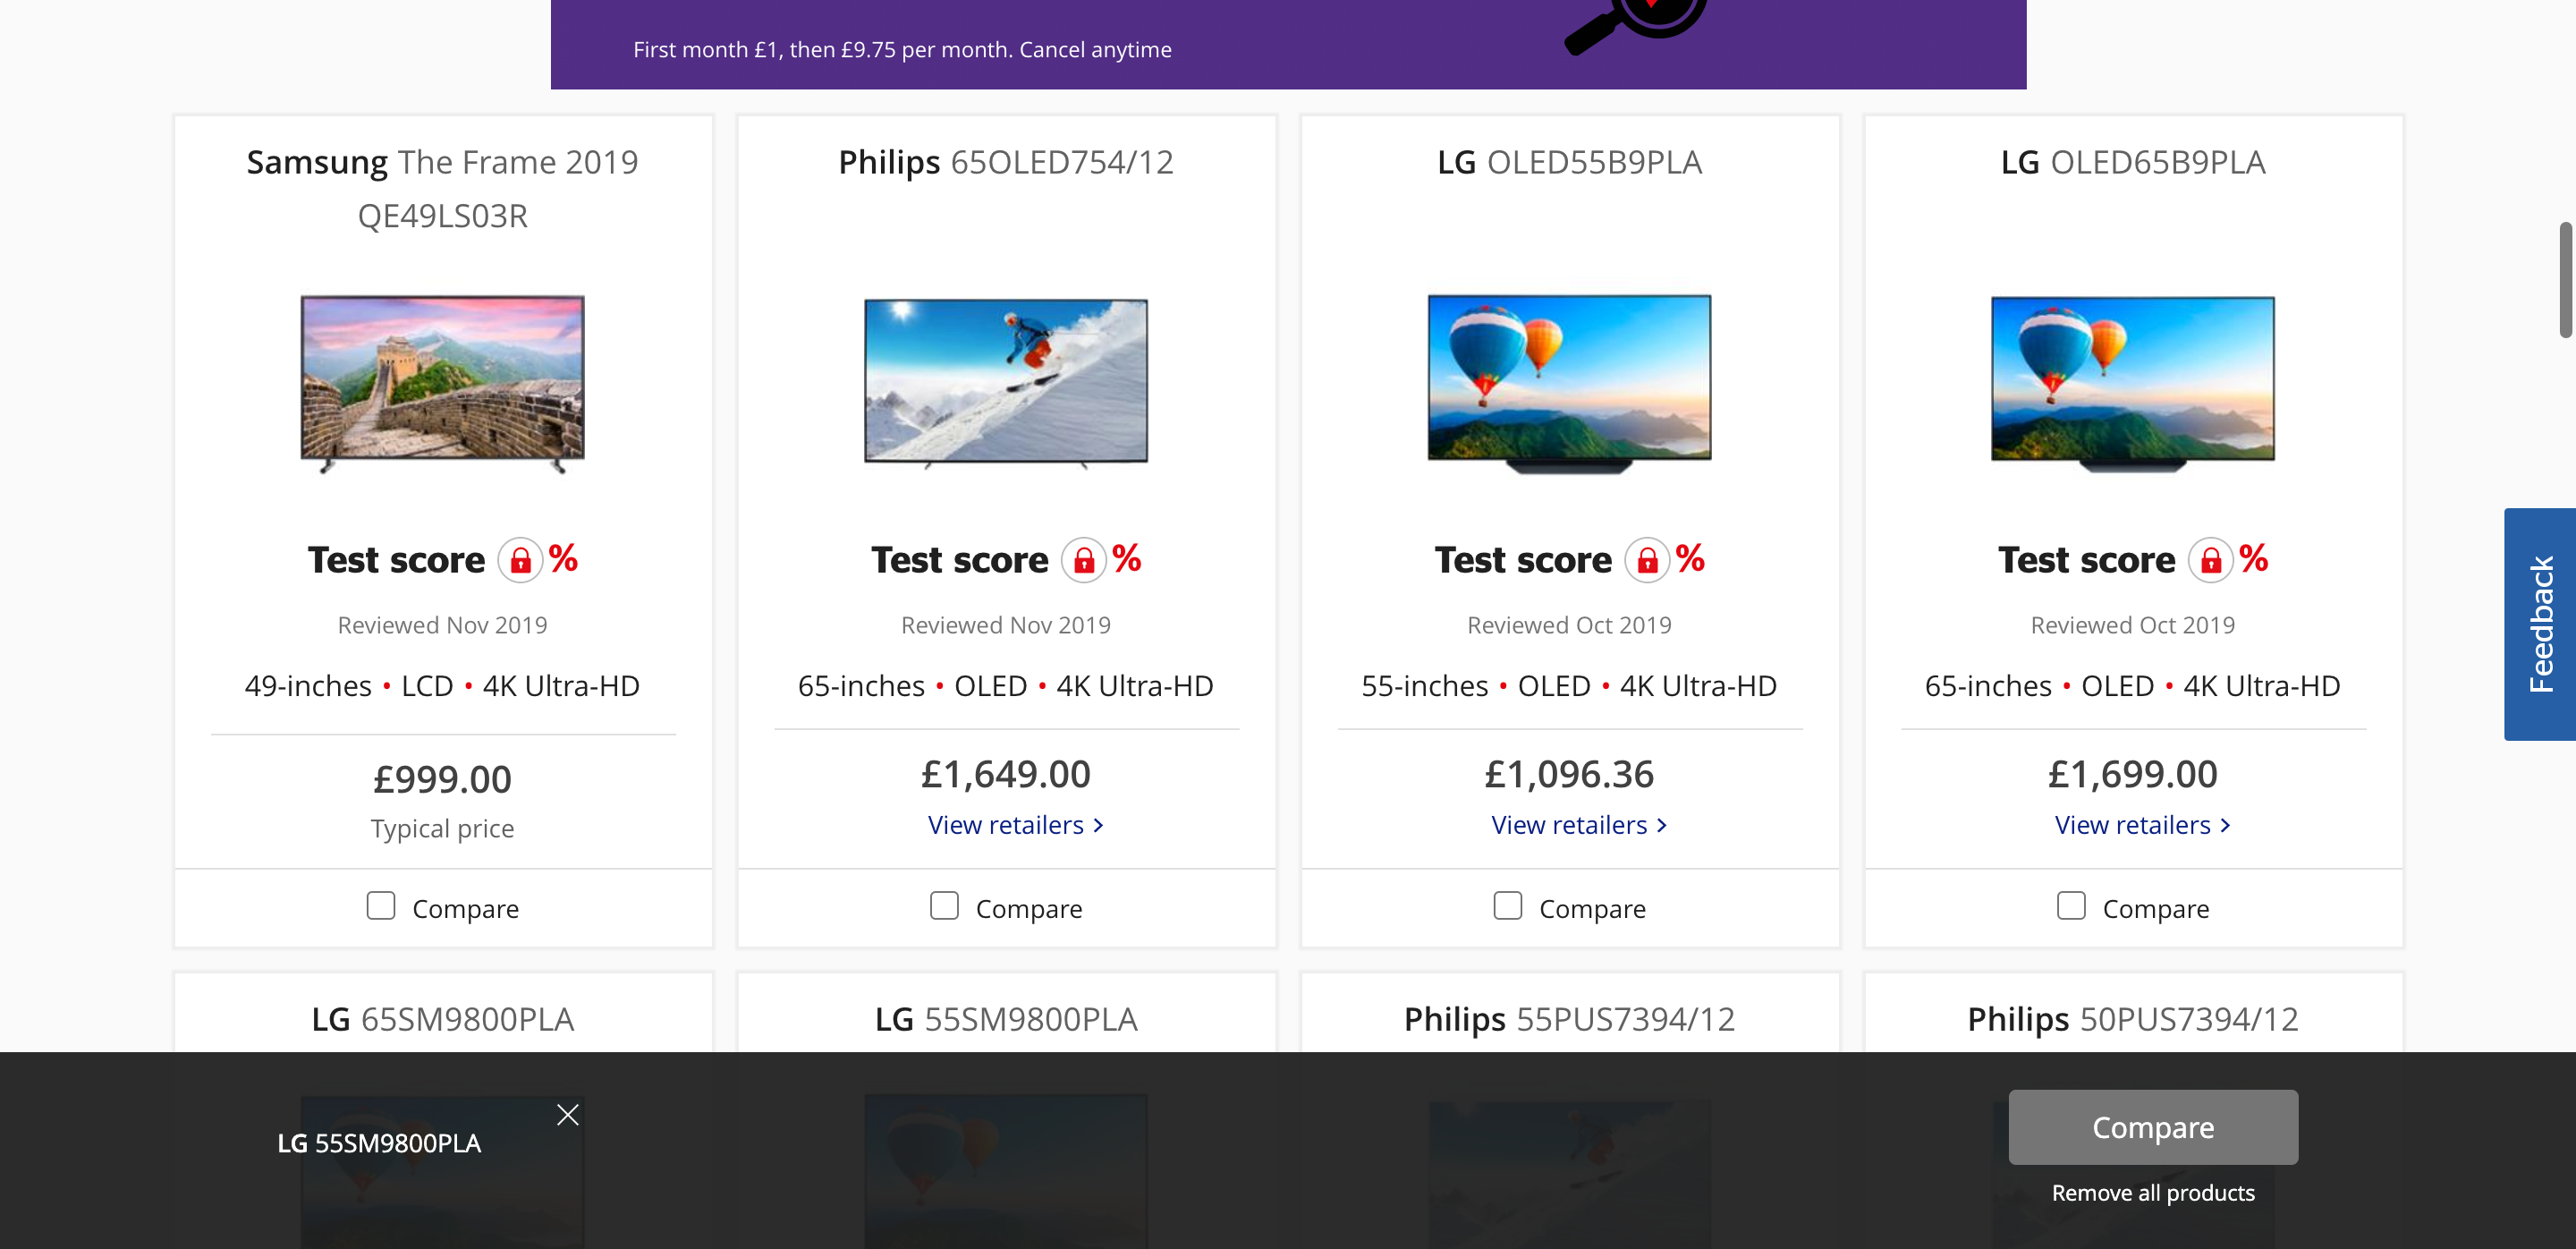 First month £1, then £9.75 per month. Cancel anytime
Samsung The Frame 2019
QE49LS03R
Test score %
Reviewed Nov 2019
49-inches • LCD • 4K Ultra-HD
£999.00
Typical price
Compare
Philips 65OLED754/12
Test score %
Reviewed Nov 2019
65-inches • OLED • 4K Ultra-HD
£1,649.00
View retailers >
Compare
LG OLED55B9PLA
Test score %
Reviewed Oct 2019
55-inches • OLED • 4K Ultra-HD
£1,096.36
View retailers >
Compare
LG OLED65B9PLA
Test score %
Reviewed Oct 2019
65-inches • OLED • 4K Ultra-HD
£1,699.00
View retailers >
Compare
LG 65SM9800PLA
LG 55SM9800PLA
Philips 55PUS7394/12
Philips 50PUS7394/12
Feedback
LG 55SM9800PLA
Compare
Remove all products